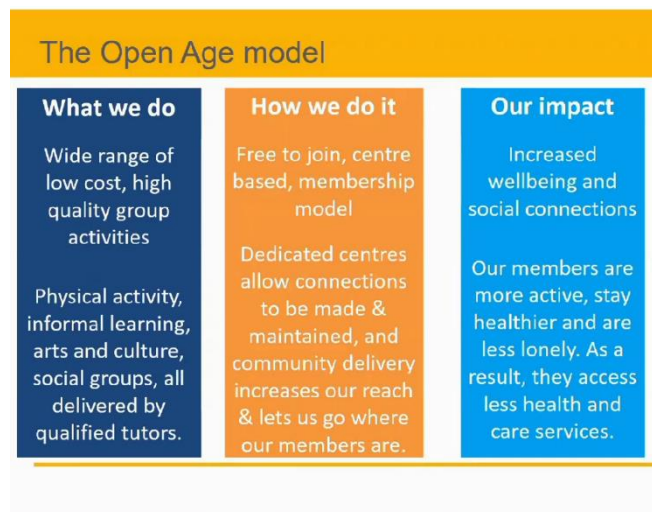 The Open Age model
What we do
Wide range of
low cost, high
quality group
activities
Physical activity,
informal learning,
arts and culture,
social groups, all
delivered by
qualified tutors.
How we do it
Free to join, centre
based, membership
model
Dedicated centres
allow connections
to be made &
maintained, and
community delivery
increases our reach
& lets us go where
our members are.
Our impact
Increased
wellbeing and
social connections
Our members are
more active, stay
healthier and are
less lonely. As a
result, they access
less health and
care services.